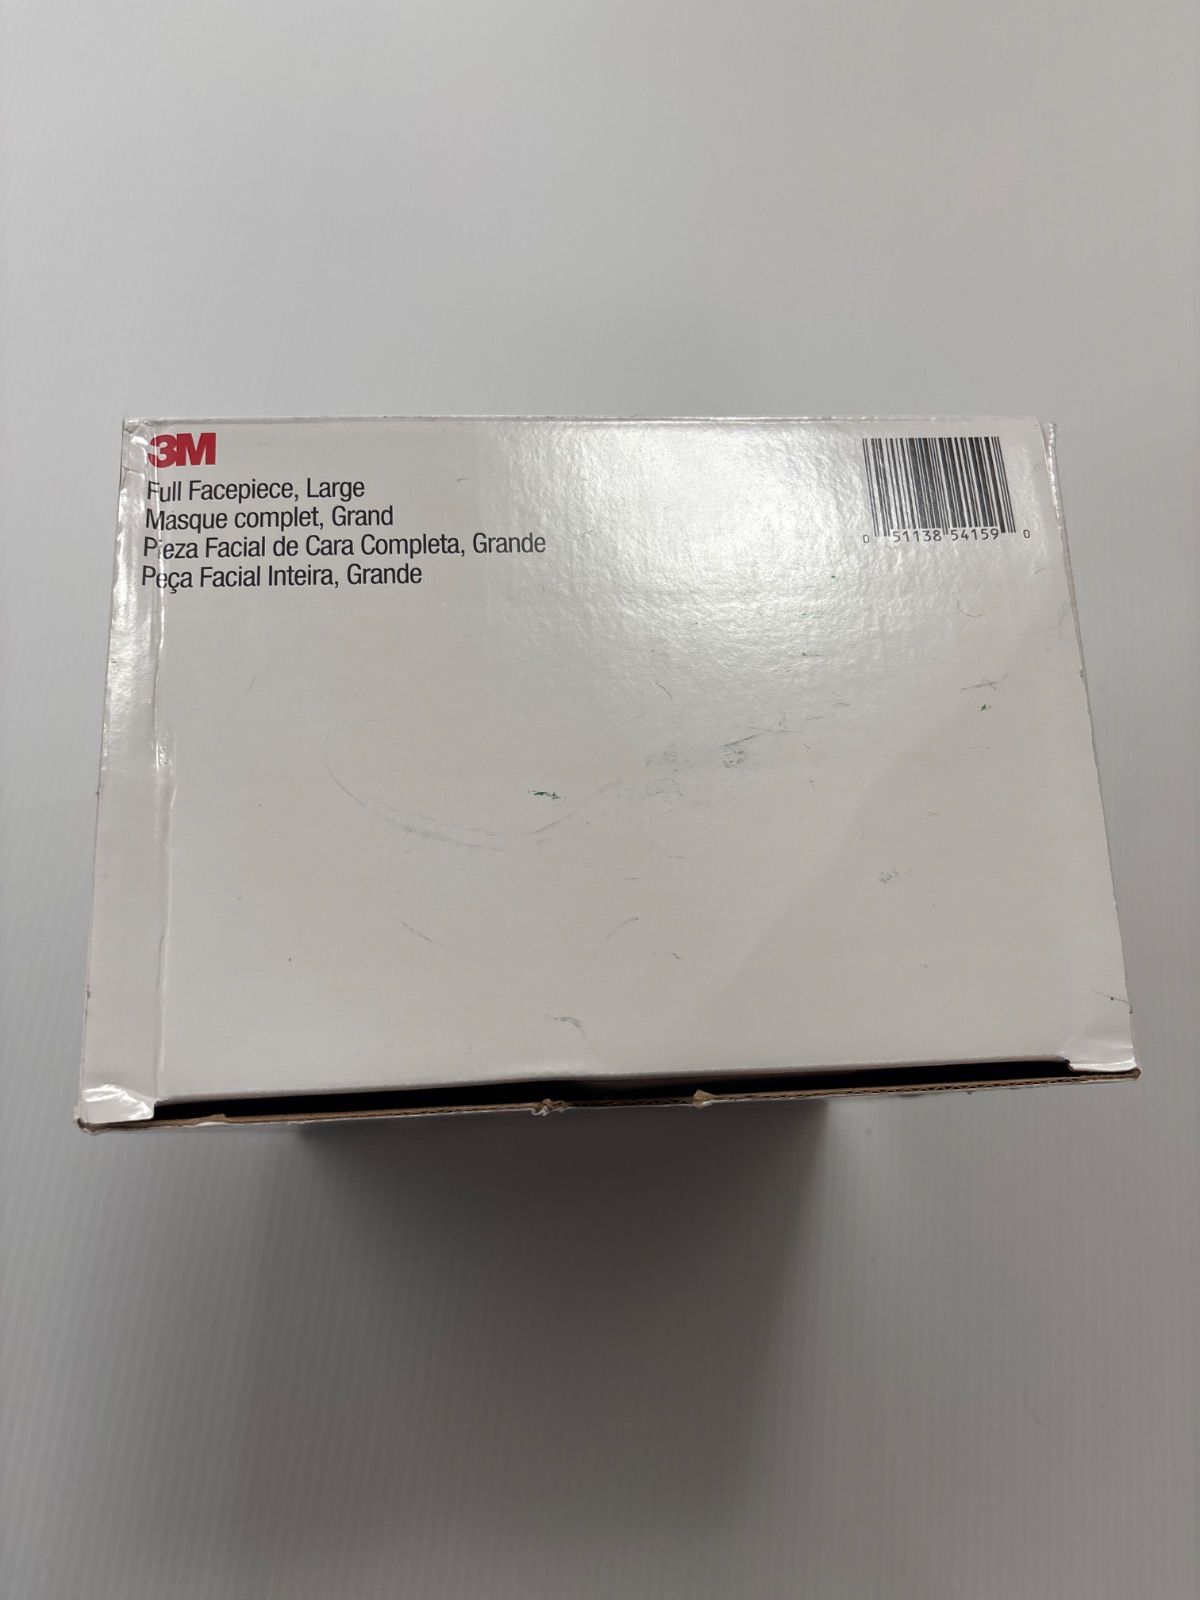 3M
Full Facepiece, Large
Masque complet, Grand
Pieza Facial de Cara Completa, Grande
Peça Facial Inteira, Grande
0 51138 54159 0